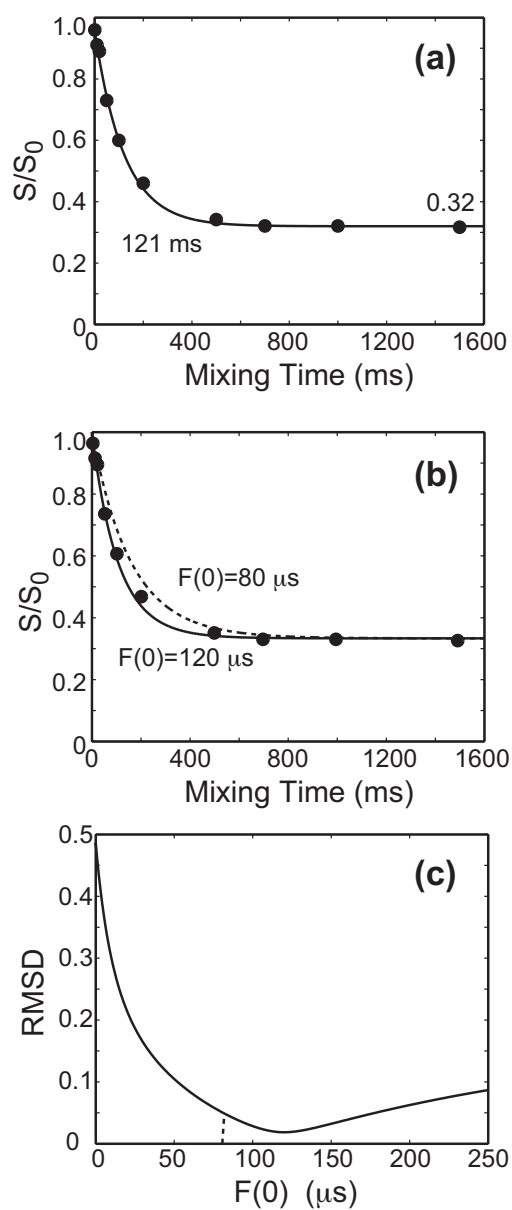 (a)
1.0
0.8
0.6
0.4
0.2
0
S/S0
0.32
121 ms
0 400 800 1200 1600
Mixing Time (ms)
(b)
1.0
0.8
0.6
0.4
0.2
0
S/S0
F(0)=80 μs
F(0)=120 μs
0 400 800 1200 1600
Mixing Time (ms)
(c)
0.5
0.4
0.3
0.2
0.1
0
RMSD
0 50 100 150 200 250
F(0) (μs)